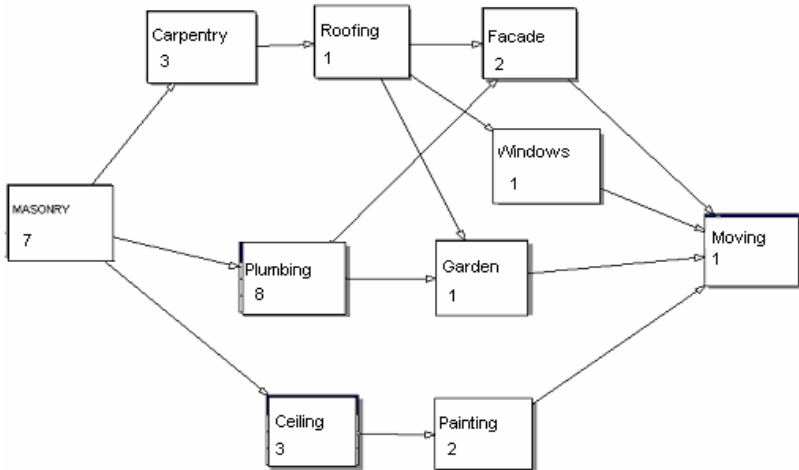 Carpentry
3
Roofing
1
Facade
2
Windows
1
MASONRY
7
Plumbing
8
Garden
1
Moving
1
Ceiling
3
Painting
2